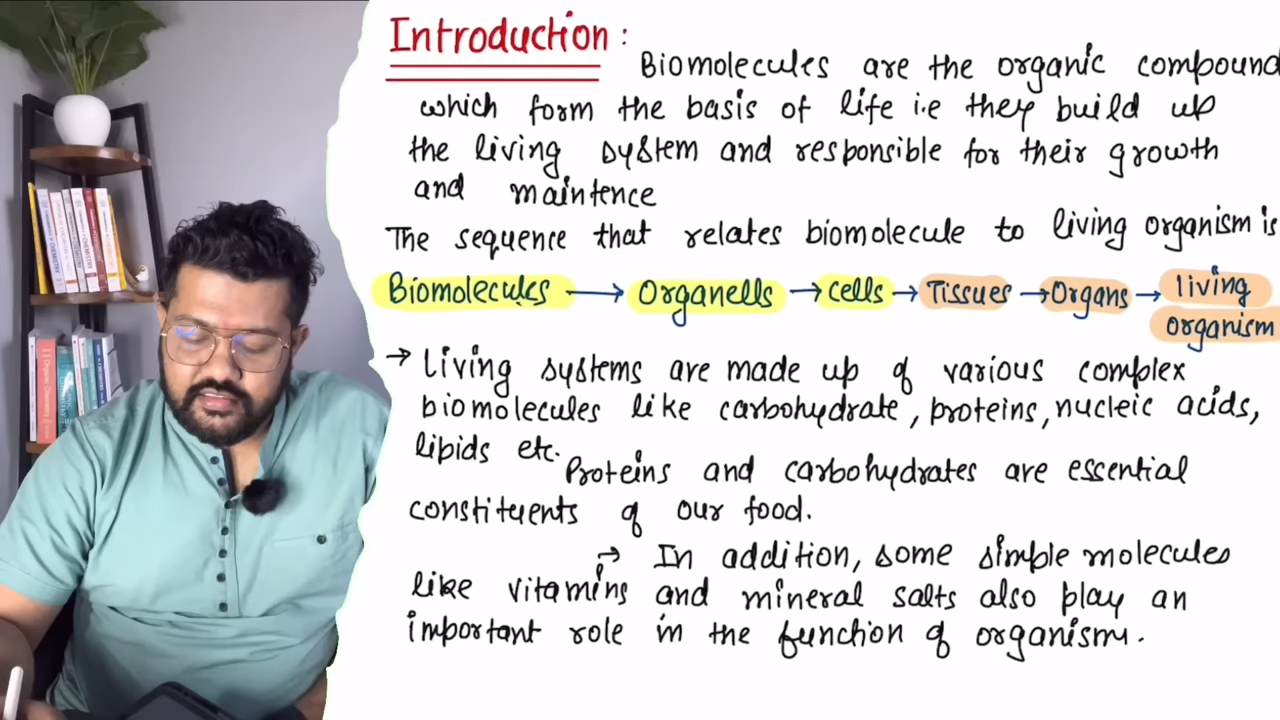 Introduction :
Biomolecules are the organic compound
which form the basis of life i.e they build up
the living system and responsible for their growth
and maintence
The sequence that relates biomolecule to living organism is
Biomolecules → Organells → cells → Tissues → Organs → living
organism
→ Living systems are made up of various complex
biomolecules like carbohydrate, proteins, nucleic acids,
lipids etc.
Proteins and carbohydrates are essential
constituents of our food.
→ In addition, some simple molecules
like vitamins and mineral salts also play an
important role in the function of organism.